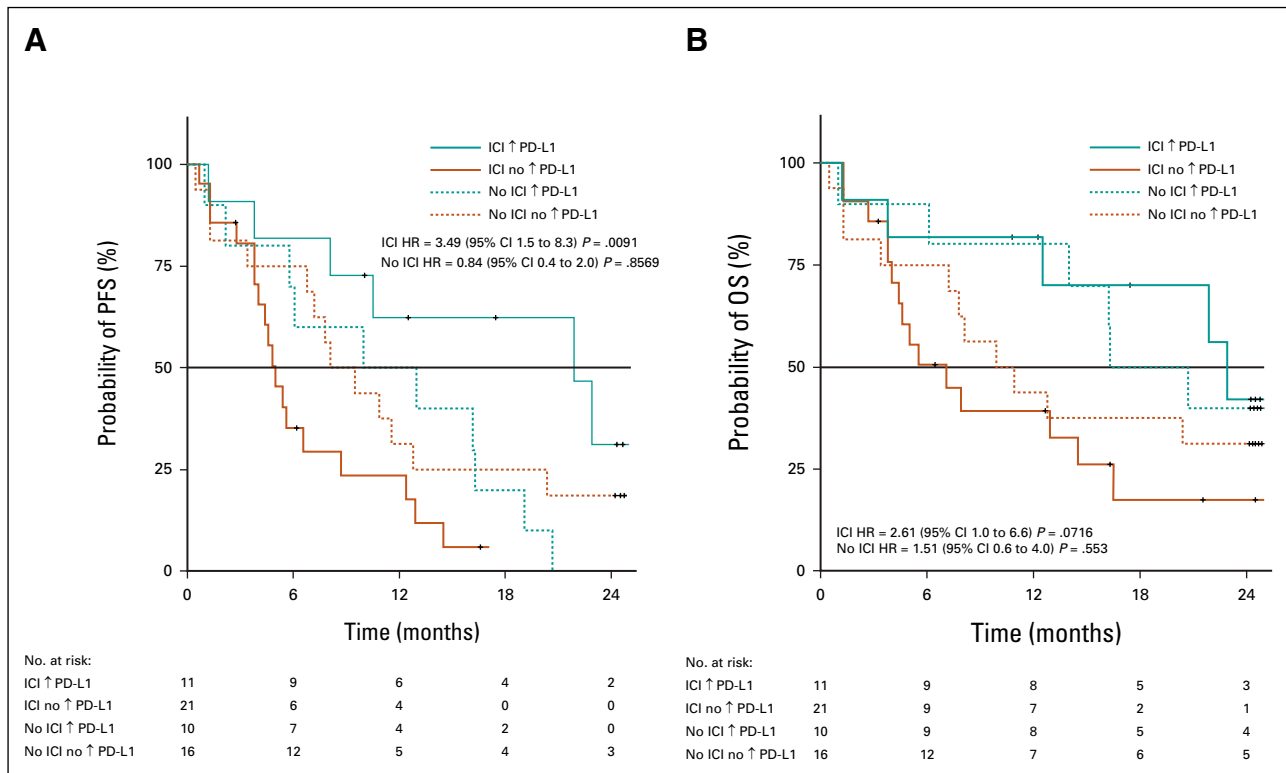 A
Probability of PFS (%)
100
75
50
25
0
0 6 12 18 24
Time (months)
ICI ↑ PD-L1
ICI no ↑ PD-L1
No ICI ↑ PD-L1
No ICI no ↑ PD-L1
ICI HR = 3.49 (95% CI 1.5 to 8.3) P = .0091
No ICI HR = 0.84 (95% CI 0.4 to 2.0) P = .8569
No. at risk:
ICI ↑ PD-L1 11 9 6 4 2
ICI no ↑ PD-L1 21 6 4 0 0
No ICI ↑ PD-L1 10 7 4 2 0
No ICI no ↑ PD-L1 16 12 5 4 3
B
Probability of OS (%)
100
75
50
25
0
0 6 12 18 24
Time (months)
ICI ↑ PD-L1
ICI no ↑ PD-L1
No ICI ↑ PD-L1
No ICI no ↑ PD-L1
ICI HR = 2.61 (95% CI 1.0 to 6.6) P = .0716
No ICI HR = 1.51 (95% CI 0.6 to 4.0) P = .553
No. at risk:
ICI ↑ PD-L1 11 9 8 5 3
ICI no ↑ PD-L1 21 9 7 2 1
No ICI ↑ PD-L1 10 9 8 5 4
No ICI no ↑ PD-L1 16 12 7 6 5